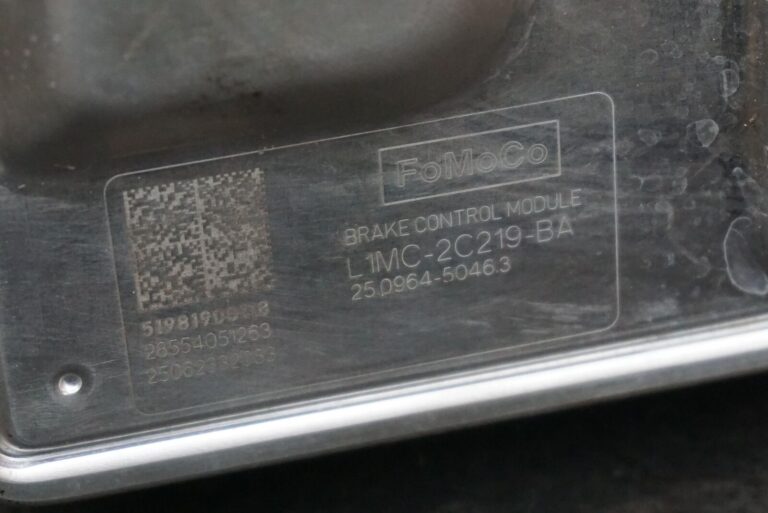 FoMoCo
BRAKE CONTROL MODULE
L1MC-2C219-BA
25.0964-5046.3
28554051263